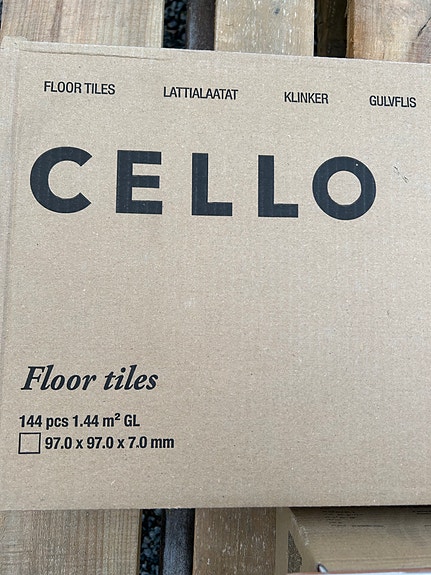 FLOOR TILES LATTIALAATAT KLINKER GULVFLIS
CELLO
Floor tiles
144 pcs 1.44 m² GL
97.0 x 97.0 x 7.0 mm